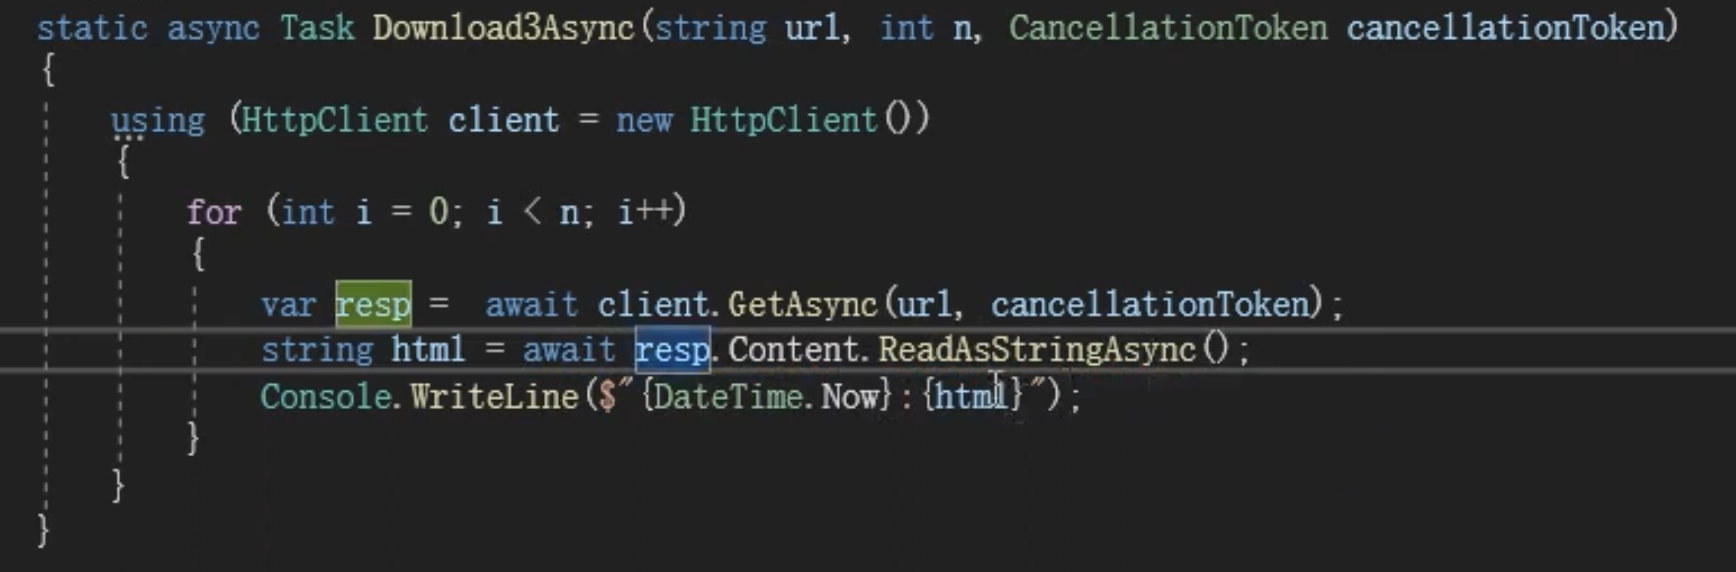 static async Task Download3Async(string url, int n, CancellationToken cancellationToken)
{
using (HttpClient client = new HttpClient())
{
for (int i = 0; i < n; i++)
{
var resp = await client.GetAsync(url, cancellationToken);
string html = await resp.Content.ReadAsStringAsync();
Console.WriteLine($"{DateTime.Now}:{html}");
}
}
}